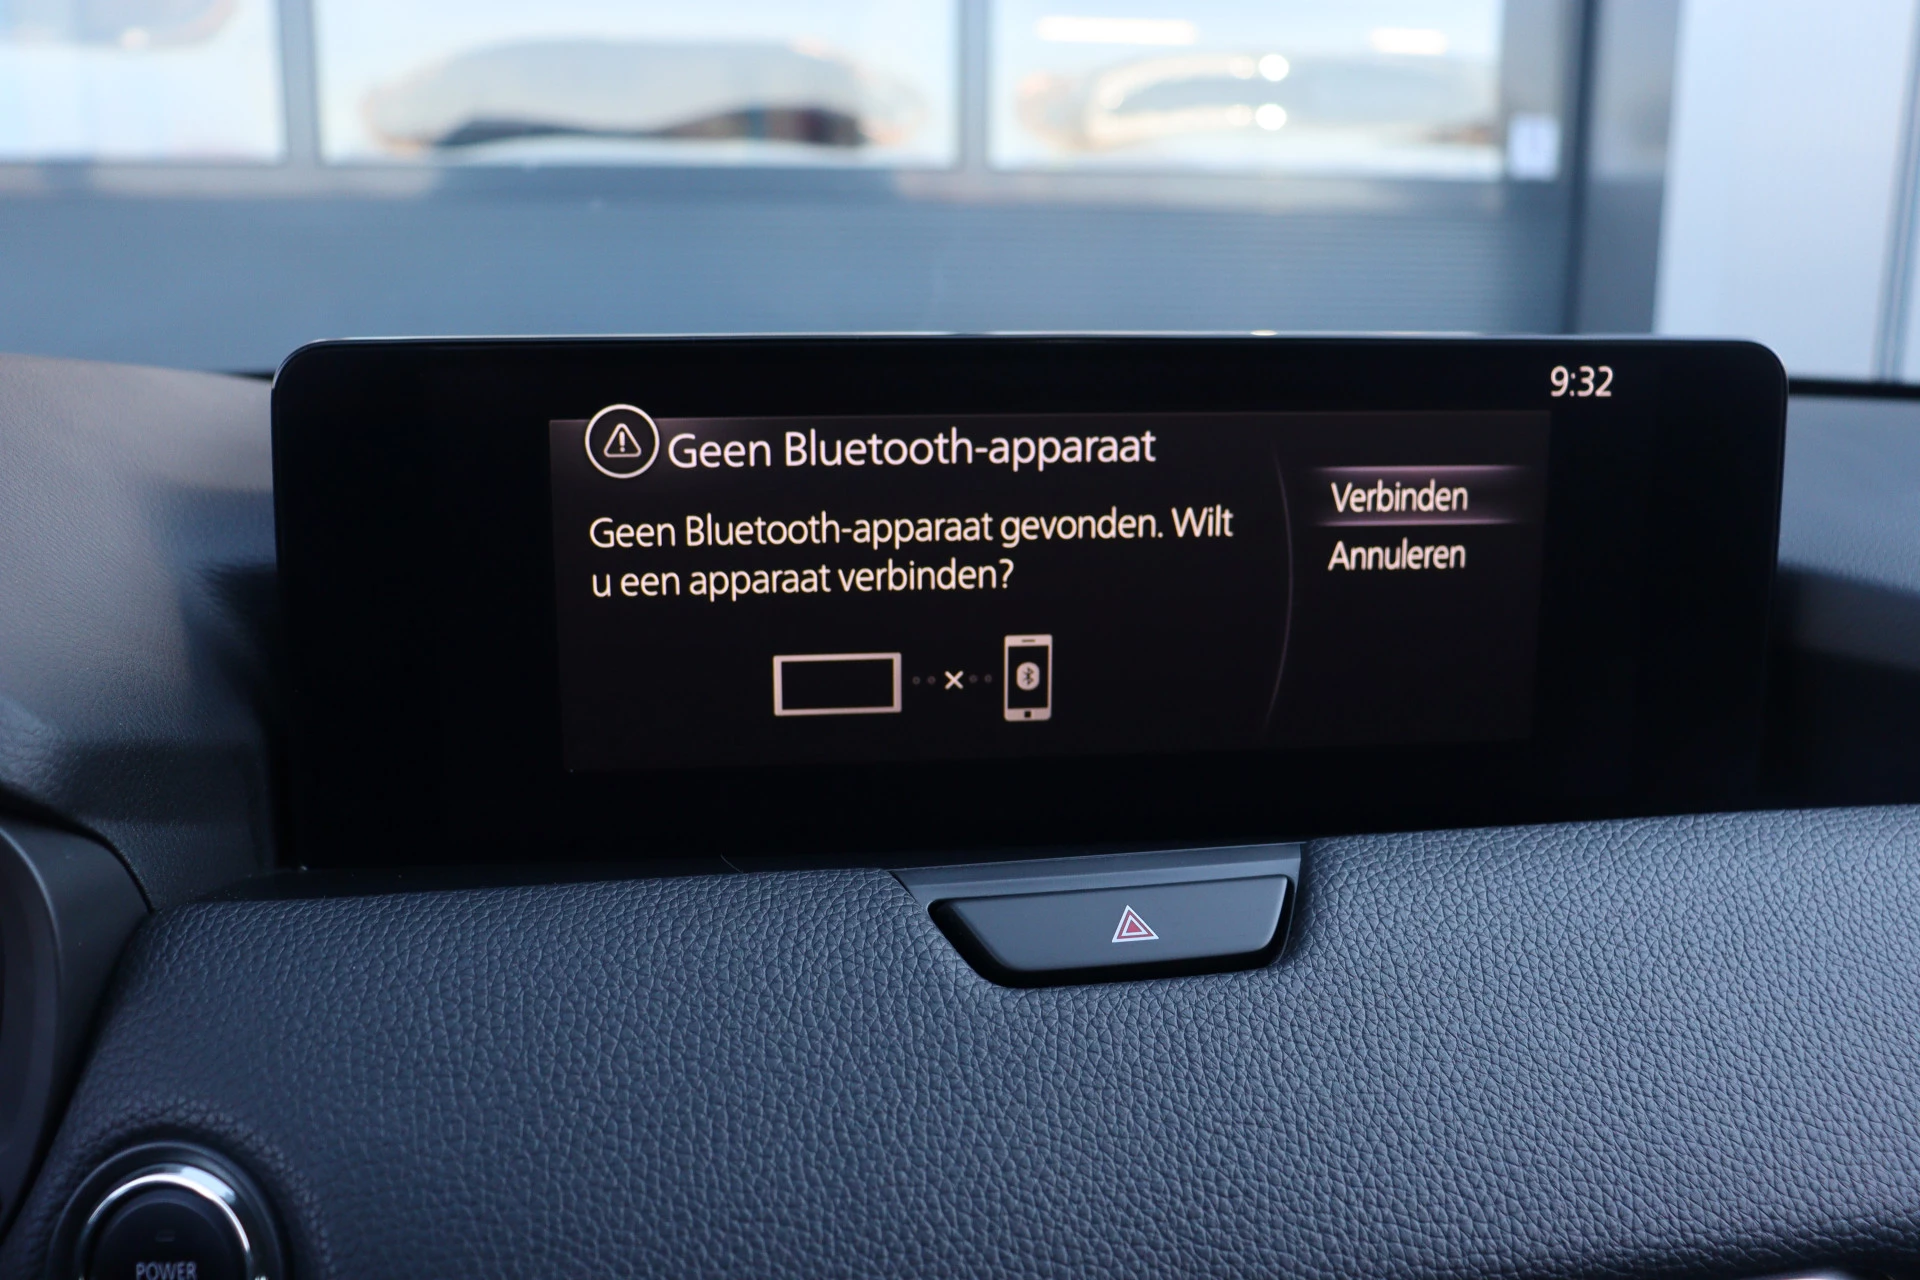 9:32
Geen Bluetooth-apparaat
Geen Bluetooth-apparaat gevonden. Wilt
u een apparaat verbinden?
Verbinden
Annuleren
POWER